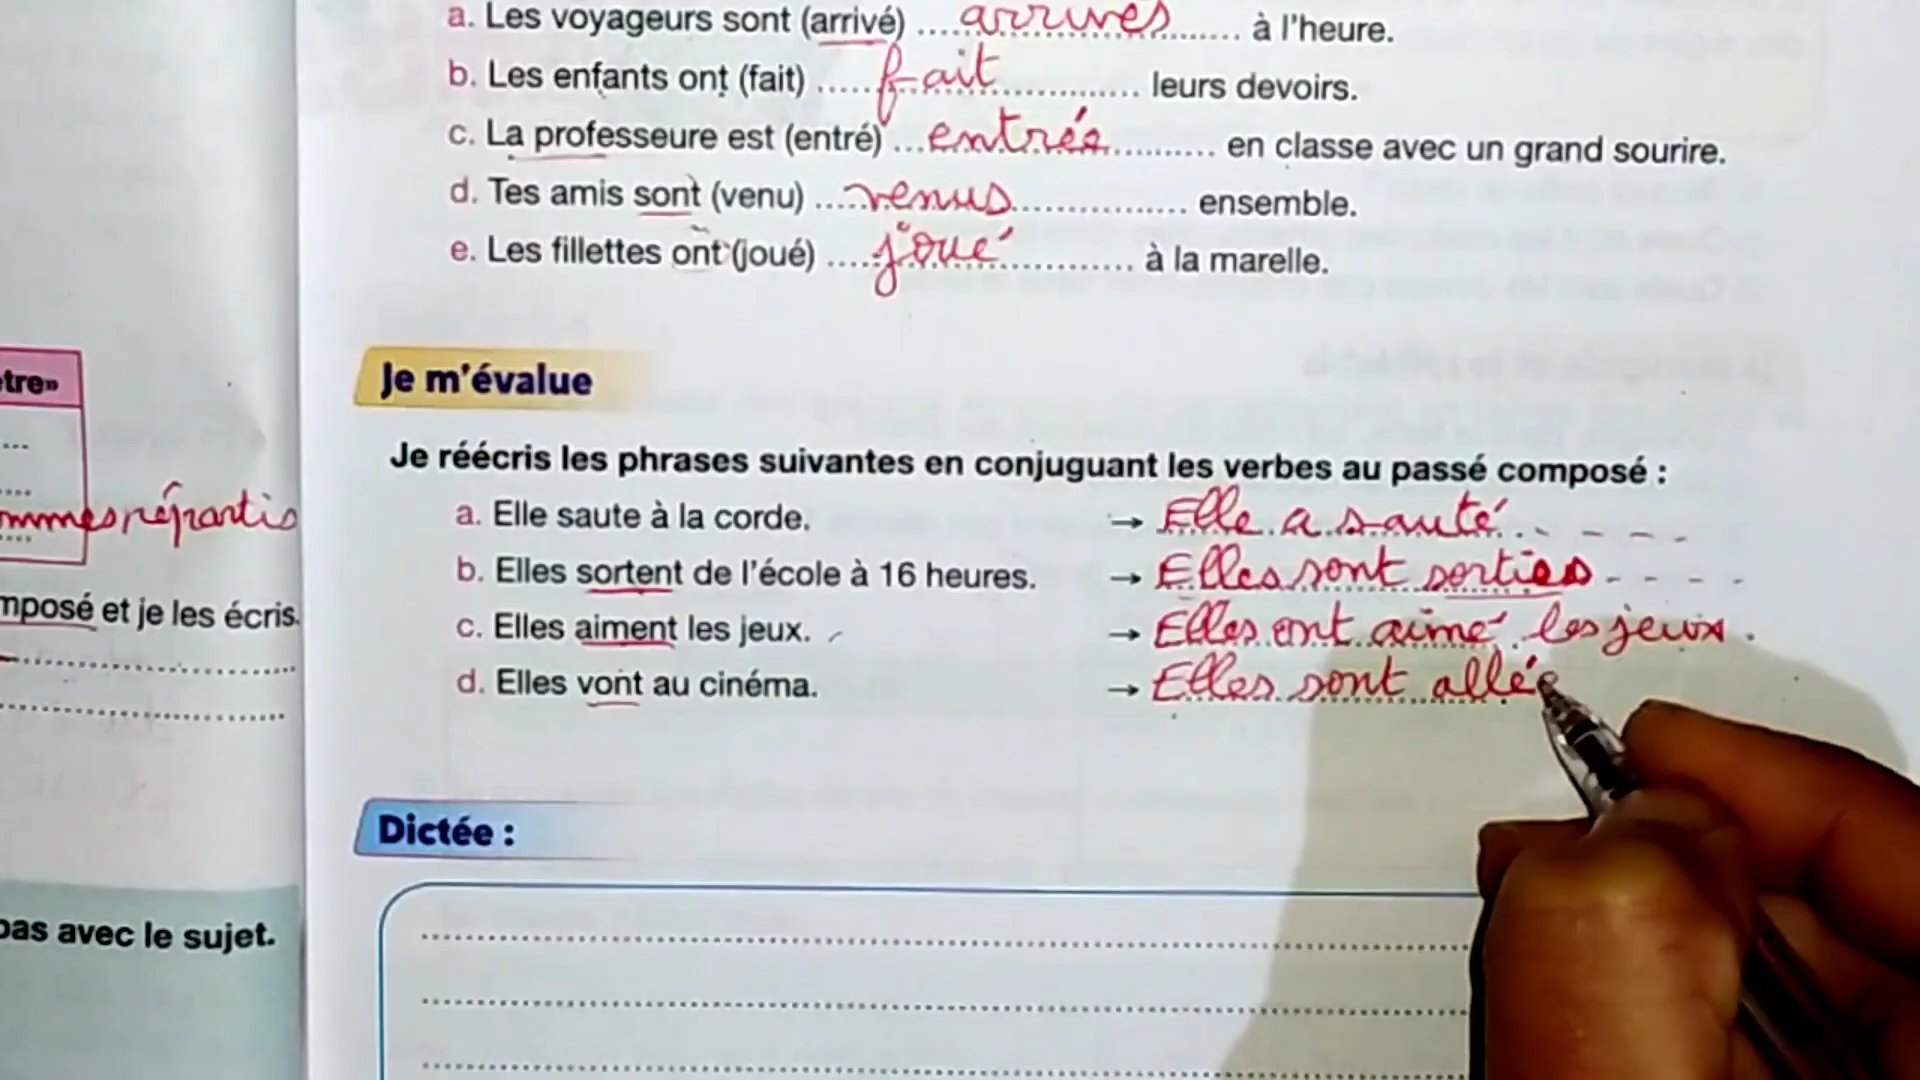 a. Les voyageurs sont (arrivé) ..... arrivés ...... à l'heure.
b. Les enfants ont (fait) ..... fait ............ leurs devoirs.
c. La professeure est (entré) ... entrée ......... en classe avec un grand sourire.
d. Tes amis sont (venu) .... venus ............ ensemble.
e. Les fillettes ont (joué) ..... joué ............ à la marelle.
Je m'évalue
Je réécris les phrases suivantes en conjuguant les verbes au passé composé :
a. Elle saute à la corde. → Elle a sauté. - - - -
b. Elles sortent de l'école à 16 heures. → Elles sont sorties - - - -
c. Elles aiment les jeux. → Elles ont aimé les jeux.
d. Elles vont au cinéma. → Elles sont allée
Dictée :
tre»
répartis
mposé et je les écris.
pas avec le sujet.